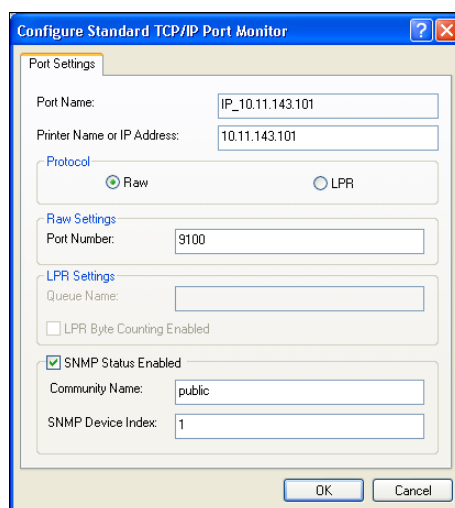 Configure Standard TCP/IP Port Monitor
Port Settings
Port Name: IP_10.11.143.101
Printer Name or IP Address: 10.11.143.101
Protocol
Raw LPR
Raw Settings
Port Number: 9100
LPR Settings
Queue Name:
LPR Byte Counting Enabled
SNMP Status Enabled
Community Name: public
SNMP Device Index: 1
OK Cancel